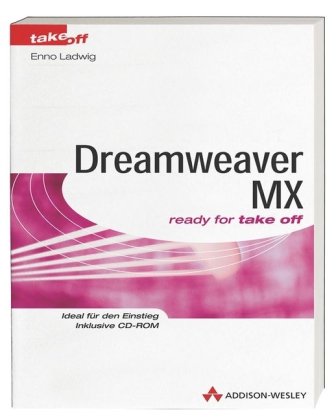 take off
Enno Ladwig
Dreamweaver
MX
ready for take off
Ideal für den Einstieg
Inklusive CD-ROM
ADDISON-WESLEY